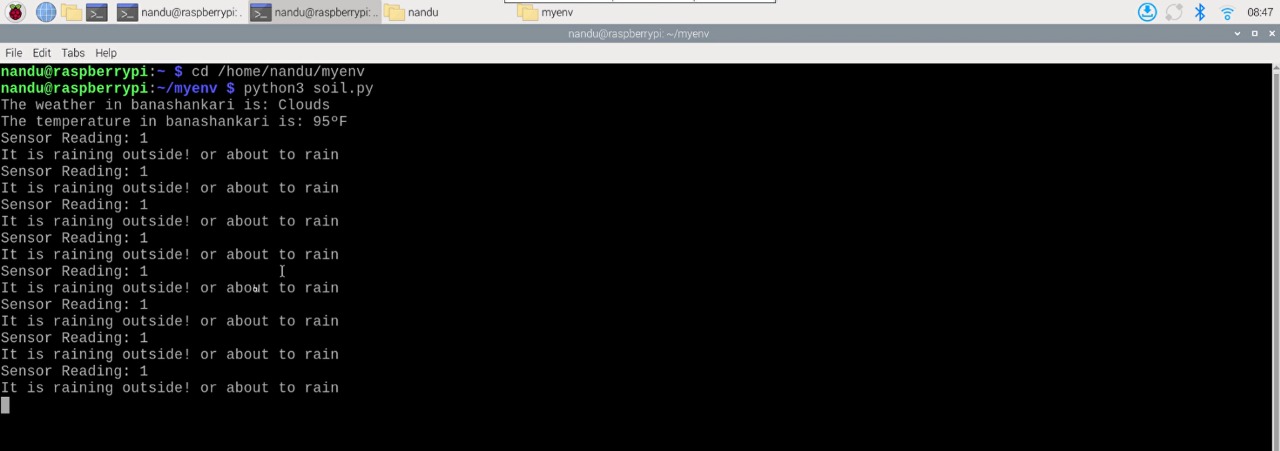 nandu@raspberrypi: .
nandu@raspberrypi: ..
nandu
myenv
08:47
nandu@raspberrypi: ~/myenv
File Edit Tabs Help
nandu@raspberrypi:~ $ cd /home/nandu/myenv
nandu@raspberrypi:~/myenv $ python3 soil.py
The weather in banashankari is: Clouds
The temperature in banashankari is: 95ºF
Sensor Reading: 1
It is raining outside! or about to rain
Sensor Reading: 1
It is raining outside! or about to rain
Sensor Reading: 1
It is raining outside! or about to rain
Sensor Reading: 1
It is raining outside! or about to rain
Sensor Reading: 1
It is raining outside! or about to rain
Sensor Reading: 1
It is raining outside! or about to rain
Sensor Reading: 1
It is raining outside! or about to rain
Sensor Reading: 1
It is raining outside! or about to rain